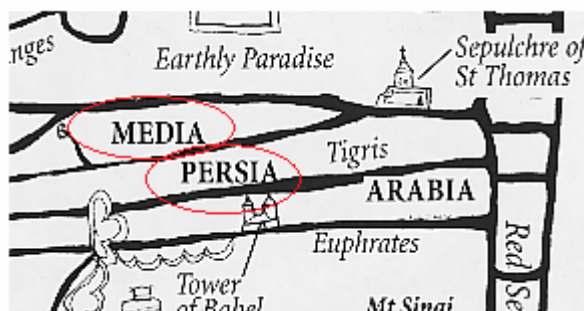 nges
Earthly Paradise
Sepulchre of
St Thomas
MEDIA
Tigris
PERSIA
ARABIA
Euphrates
Red Se
Tower
of Babel
Mt Sinai